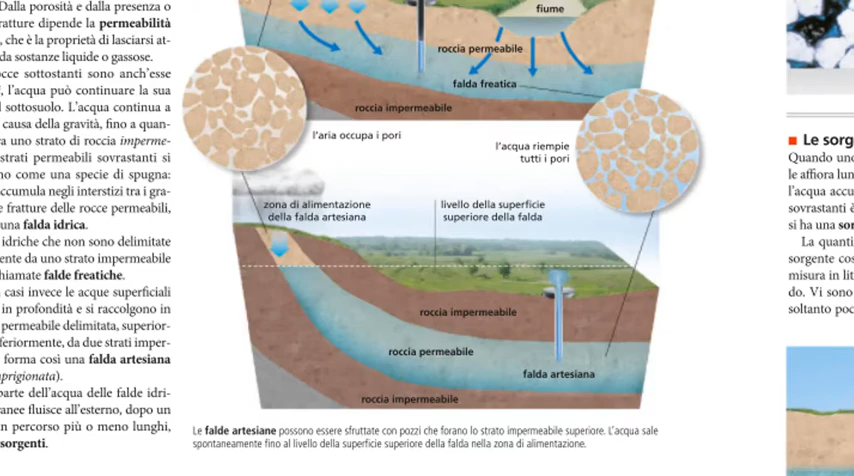 Dalla porosità e dalla presenza o
ratture dipende la permeabilità
, che è la proprietà di lasciarsi at-
da sostanze liquide o gassose.
occe sottostanti sono anch'esse
, l'acqua può continuare la sua
l sottosuolo. L'acqua continua a
causa della gravità, fino a quan-
a uno strato di roccia imperme-
strati permeabili sovrastanti si
no come una specie di spugna:
ccumula negli interstizi tra i gra-
e fratture delle rocce permeabili,
una falda idrica.
idriche che non sono delimitate
ente da uno strato impermeabile
hiamate falde freatiche.
casi invece le acque superficiali
in profondità e si raccolgono in
permeabile delimitata, superior-
feriormente, da due strati imper-
forma così una falda artesiana
mprigionata).
parte dell'acqua delle falde idri-
ranee fluisce all'esterno, dopo un
n percorso più o meno lunghi,
sorgenti.
fiume
roccia permeabile
falda freatica
roccia impermeabile
l'aria occupa i pori
l'acqua riempie
tutti i pori
zona di alimentazione
della falda artesiana
livello della superficie
superiore della falda
roccia impermeabile
roccia permeabile
falda artesiana
roccia impermeabile
Le falde artesiane possono essere sfruttate con pozzi che forano lo strato impermeabile superiore. L'acqua sale
spontaneamente fino al livello della superficie superiore della falda nella zona di alimentazione.
Le sorg
Quando uno
le affiora lun
l'acqua accu
sovrastanti è
si ha una sor
La quanti
sorgente cos
misura in lit
do. Vi sono
soltanto poc